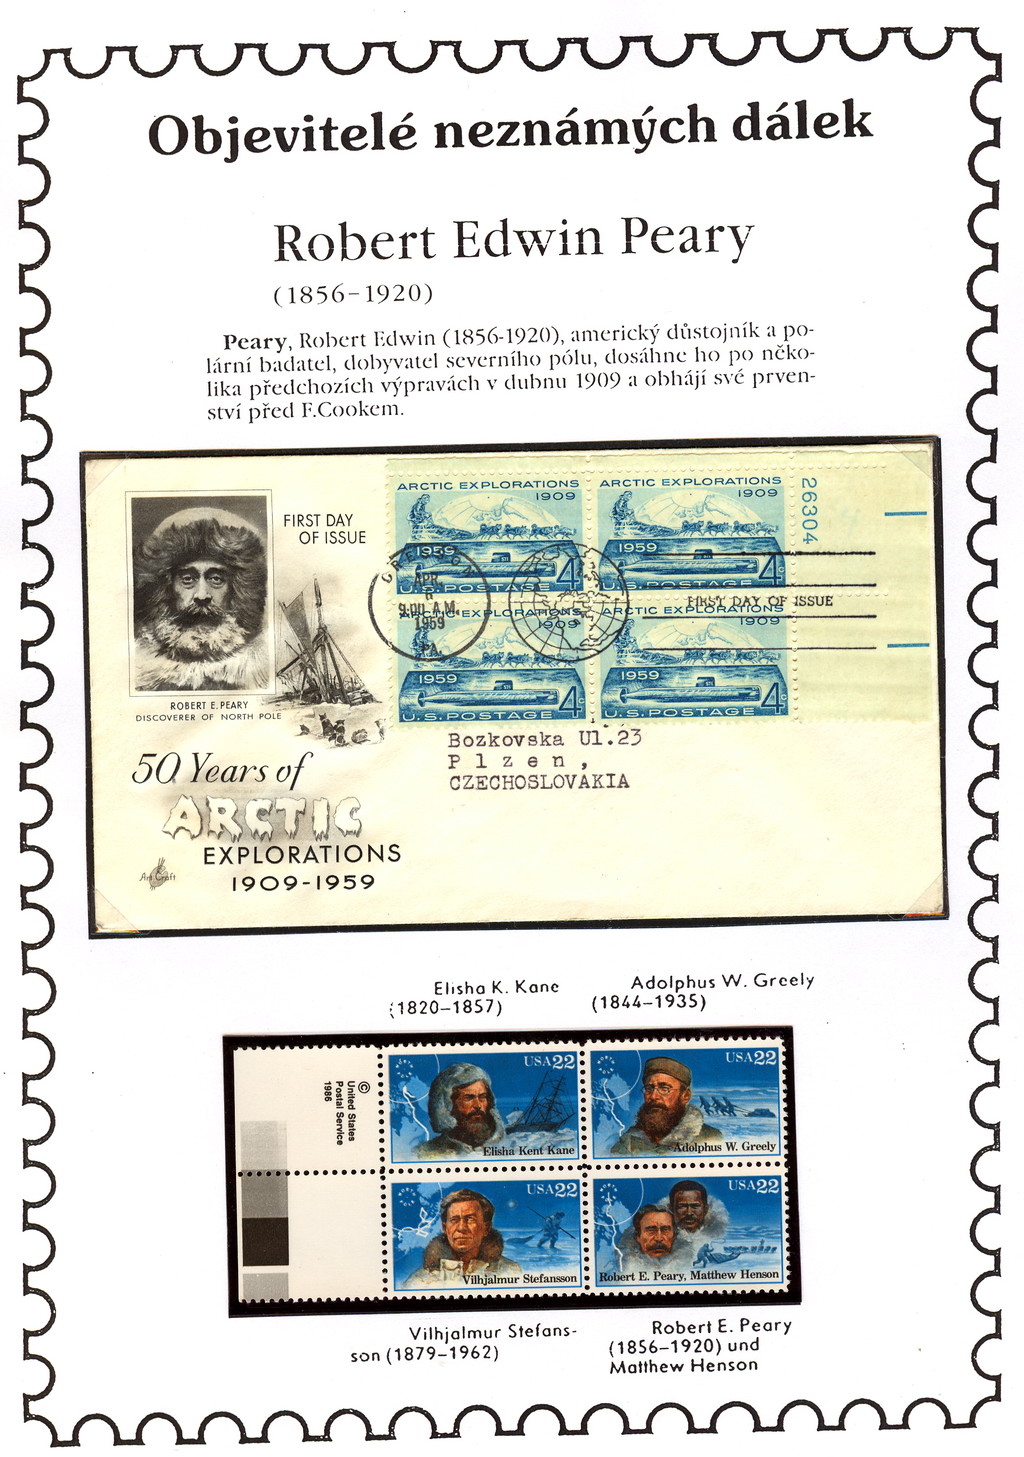 Objevitelé neznámých dálek
Robert Edwin Peary
(1856-1920)
Peary, Robert Edwin (1856-1920), americký důstojník a po-
lární badatel, dobyvatel severního pólu, dosáhne ho po něko-
lika předchozích výpravách v dubnu 1909 a obhájí své prven-
ství před F.Cookem.
FIRST DAY
OF ISSUE
ROBERT E. PEARY
DISCOVERER OF NORTH POLE
50 Years of
ARCTIC
EXPLORATIONS
1909-1959
Art Craft
ARCTIC EXPLORATIONS
1909
1959
4c
U.S. POSTAGE
ARCTIC EXPLORATIONS
1909
1959
4c
U.S. POSTAGE
26304
APR.
9:00 A.M.
1959
PA.
FIRST DAY OF ISSUE
ARCTIC EXPLORATIONS
1909
1959
4c
U.S. POSTAGE
ARCTIC EXPLORATIONS
1909
1959
4c
U.S. POSTAGE
Bozkovska Ul.23
Plzen,
CZECHOSLOVAKIA
Elisha K. Kane
(1820-1857)
Adolphus W. Greely
(1844-1935)
©
United States
Postal Service
1986
USA22
Elisha Kent Kane
USA22
Adolphus W. Greely
USA22
Vilhjalmur Stefansson
USA22
Robert E. Peary, Matthew Henson
Vilhjalmur Stefans-
son (1879-1962)
Robert E. Peary
(1856-1920) und
Matthew Henson